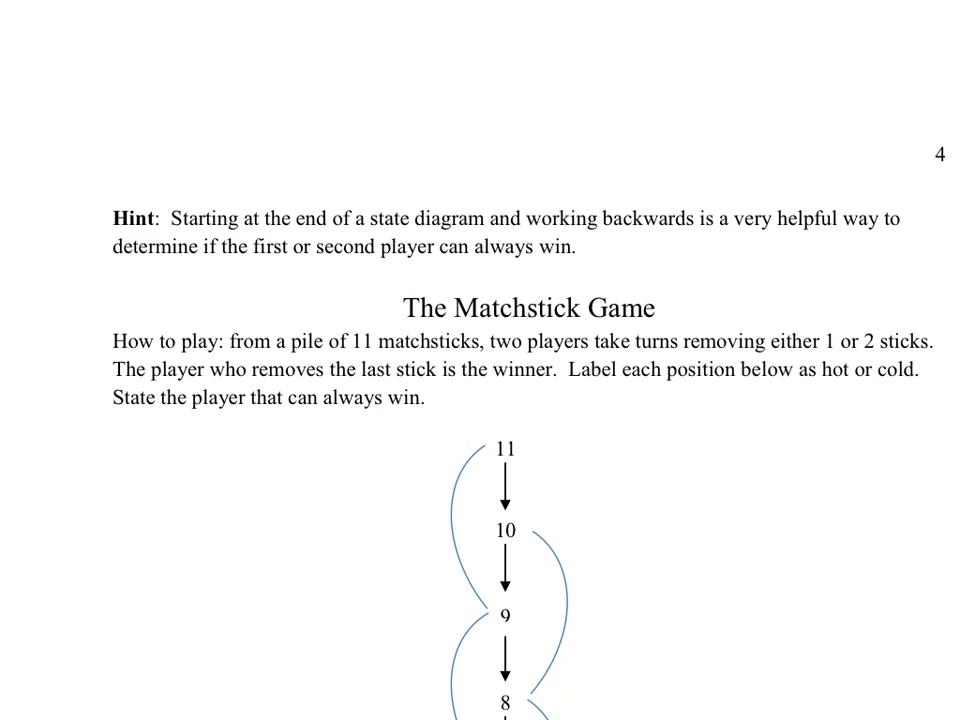 4
Hint:  Starting at the end of a state diagram and working backwards is a very helpful way to
determine if the first or second player can always win.
The Matchstick Game
How to play: from a pile of 11 matchsticks, two players take turns removing either 1 or 2 sticks.
The player who removes the last stick is the winner.  Label each position below as hot or cold.
State the player that can always win.
11
10
9
8